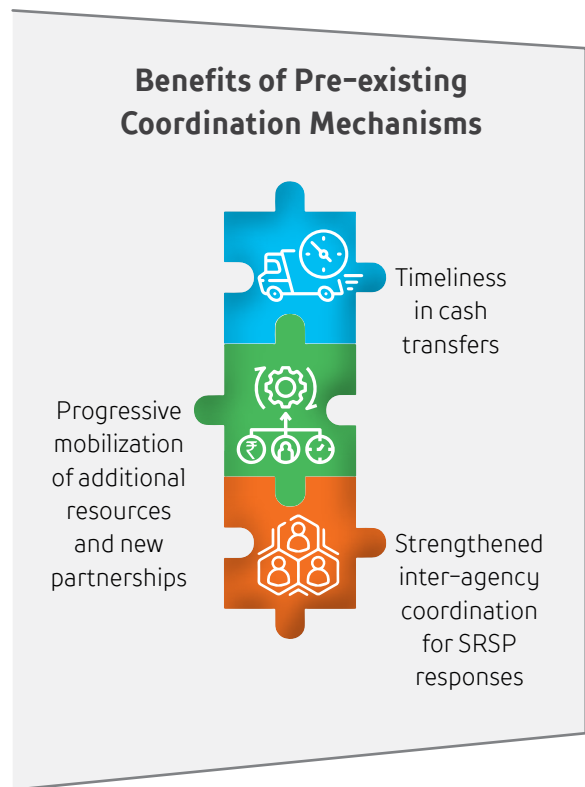 Benefits of Pre-existing
Coordination Mechanisms
Timeliness
in cash
transfers
₹
Progressive
mobilization
of additional
resources
and new
partnerships
Strengthened
inter-agency
coordination
for SRSP
responses